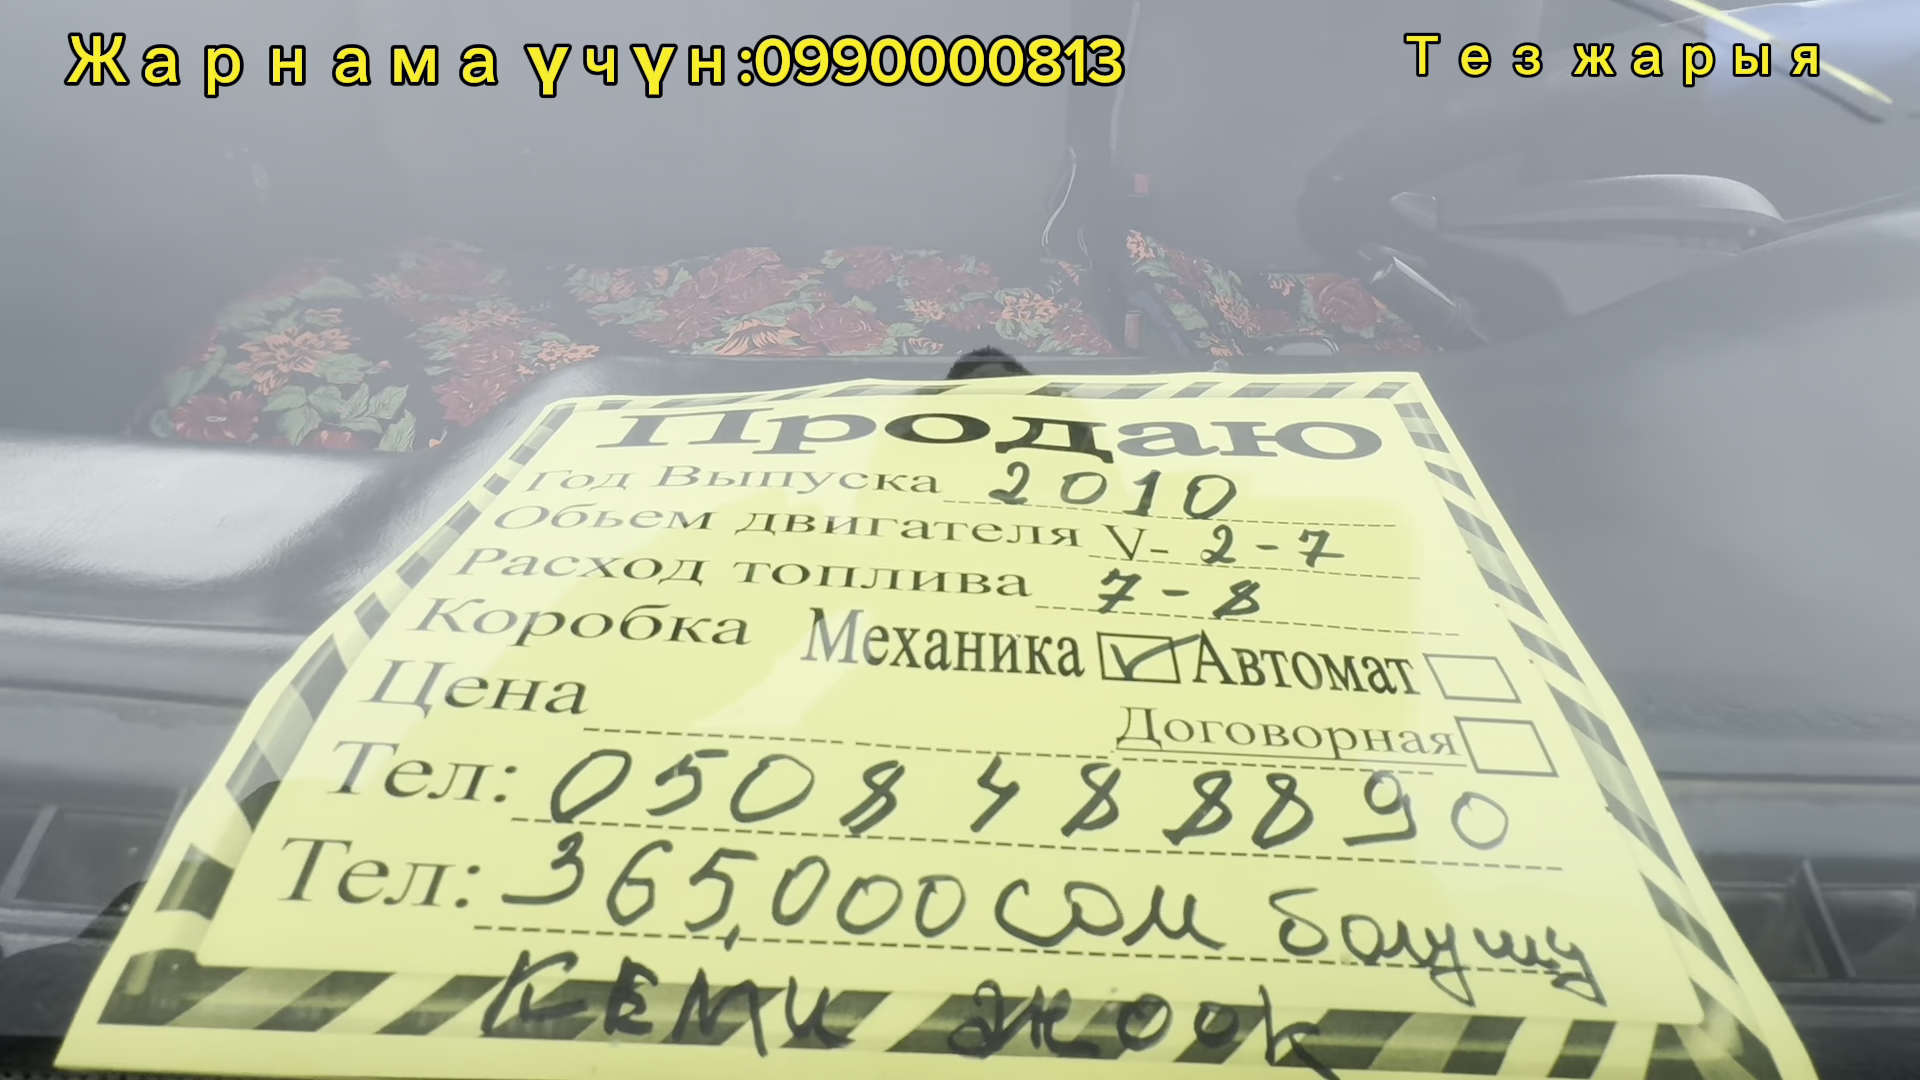 Жарнама үчүн:0990000813
Тез жарыя
Продаю
Год Выпуска 2010
Обьем двигателя V- 2-7
Расход топлива 7-8
Коробка Механика ✓ Автомат
Цена
Договорная
Тел: 0508488890
Тел: 365,000 сом болушу
КЕМИ ЖООК